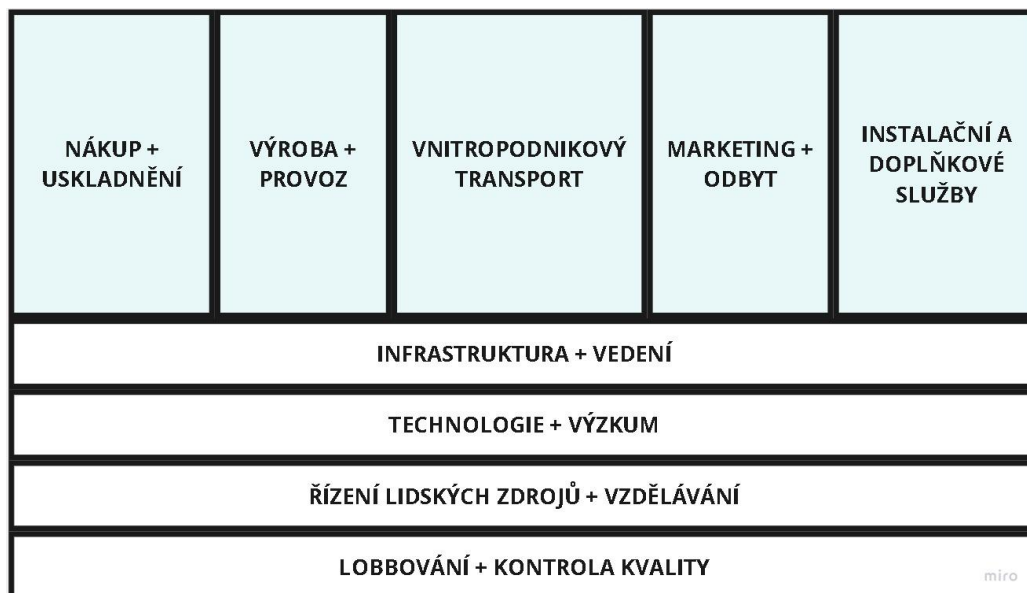 NÁKUP +
USKLADNĚNÍ
VÝROBA +
PROVOZ
VNITROPODNIKOVÝ
TRANSPORT
MARKETING +
ODBYT
INSTALAČNÍ A
DOPLŇKOVÉ
SLUŽBY
INFRASTRUKTURA + VEDENÍ
TECHNOLOGIE + VÝZKUM
ŘÍZENÍ LIDSKÝCH ZDROJŮ + VZDĚLÁVÁNÍ
LOBBOVÁNÍ + KONTROLA KVALITY
miro